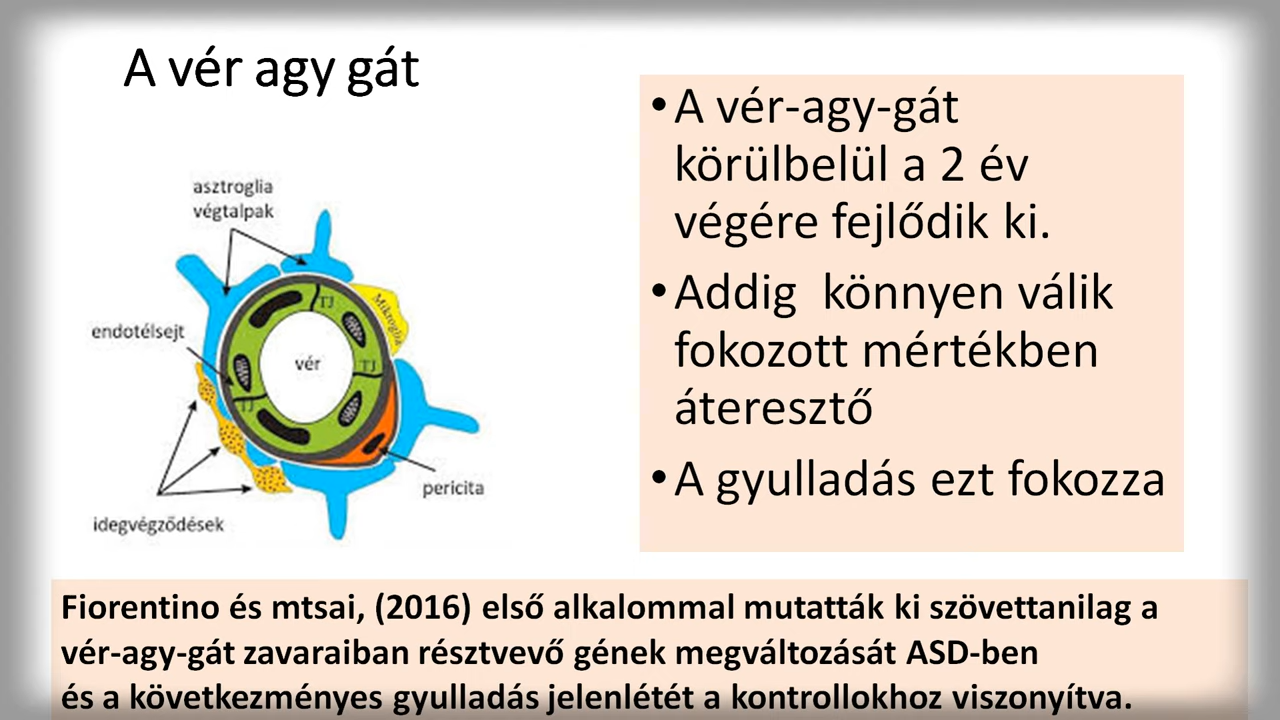 A vér agy gát
asztroglia
végtalpak
endotélsejt
vér
TJ
TJ
TJ
Mikroglia
idegvégződések
pericita
•A vér-agy-gát
körülbelül a 2 év
végére fejlődik ki.
•Addig könnyen válik
fokozott mértékben
áteresztő
•A gyulladás ezt fokozza
Fiorentino és mtsai, (2016) első alkalommal mutatták ki szövettanilag a
vér-agy-gát zavaraiban résztvevő gének megváltozását ASD-ben
és a következményes gyulladás jelenlétét a kontrollokhoz viszonyítva.